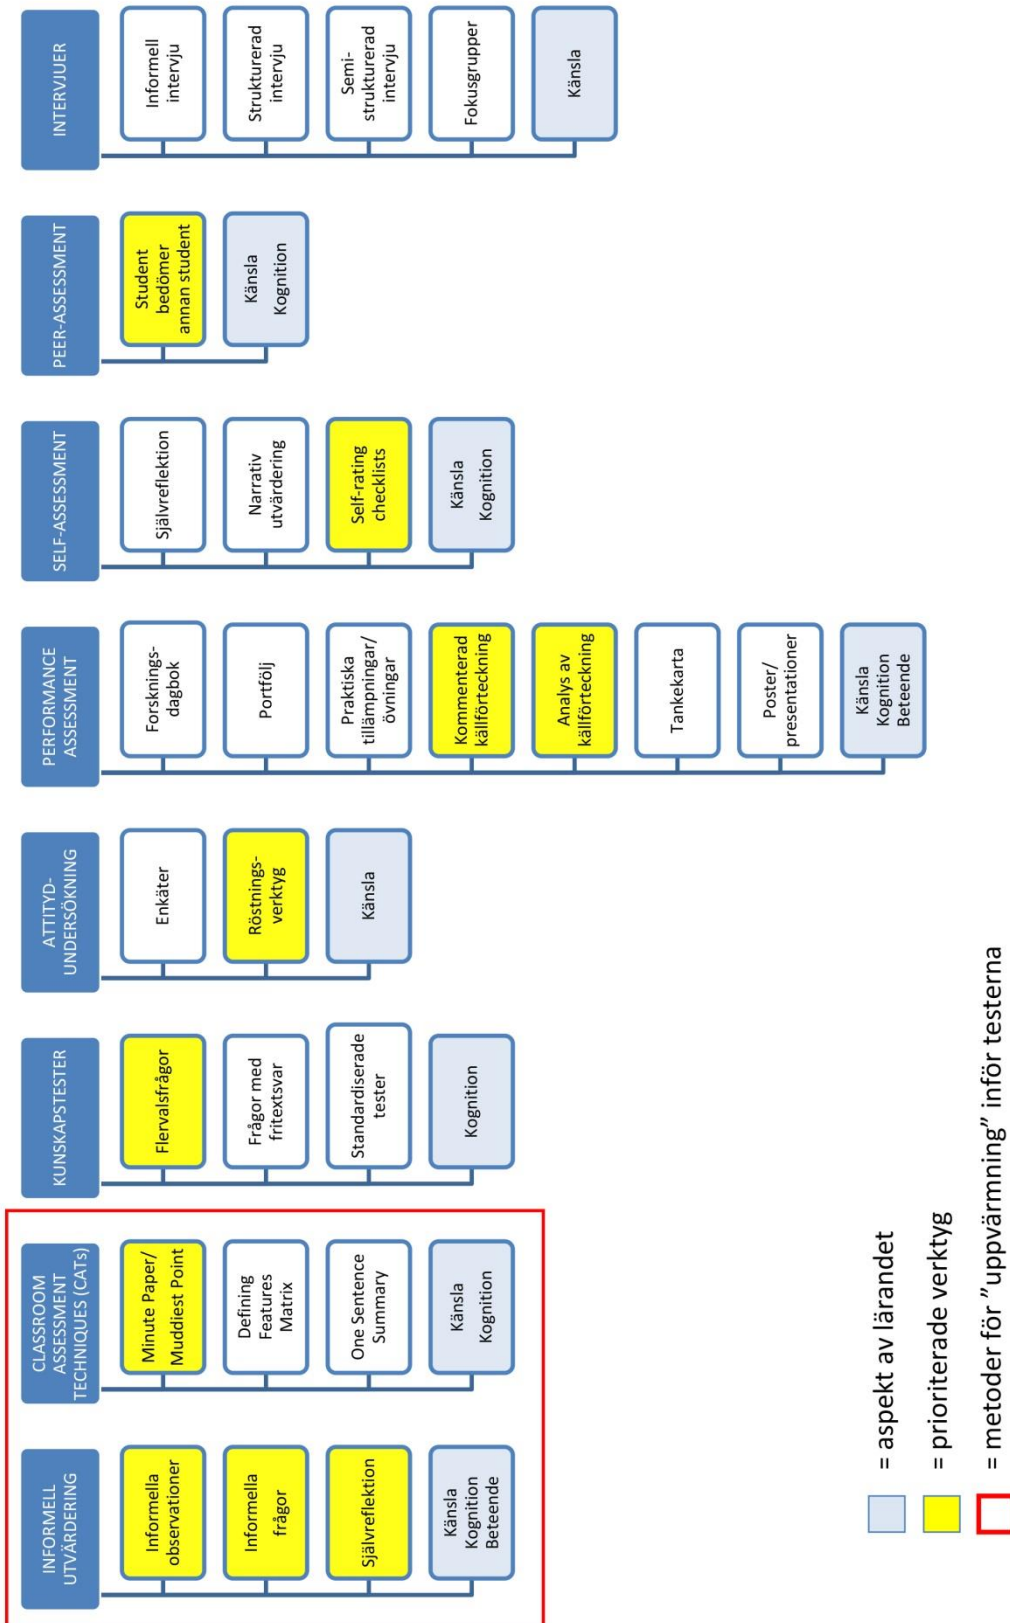 INFORMELL
UTVÄRDERING
Informella
observationer
Informella
frågor
Självreflektion
Känsla
Kognition
Beteende
CLASSROOM
ASSESSMENT
TECHNIQUES (CATs)
Minute Paper/
Muddiest Point
Defining
Features
Matrix
One Sentence
Summary
Känsla
Kognition
KUNSKAPSTESTER
Flervalsfrågor
Frågor med
fritextsvar
Standardiserade
tester
Kognition
ATTITYD-
UNDERSÖKNING
Enkäter
Röstnings-
verktyg
Känsla
PERFORMANCE
ASSESSMENT
Forsknings-
dagbok
Portfölj
Praktiska
tillämpningar/
övningar
Kommenterad
källförteckning
Analys av
källförteckning
Tankekarta
Poster/
presentationer
Känsla
Kognition
Beteende
SELF-ASSESSMENT
Självreflektion
Narrativ
utvärdering
Self-rating
checklists
Känsla
Kognition
PEER-ASSESSMENT
Student
bedömer
annan student
Känsla
Kognition
INTERVJUER
Informell
intervju
Strukturerad
intervju
Semi-
strukturerad
intervju
Fokusgrupper
Känsla
= aspekt av lärandet
= prioriterade verktyg
= metoder för ”uppvärmning” inför testerna